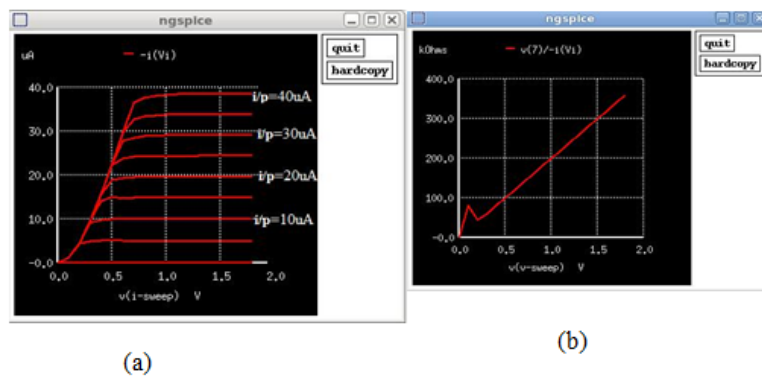 ngspice
uA
-i(Vi)
40.0
30.0
20.0
10.0
-0.0
0.0
0.5
1.0
1.5
2.0
v(i-sweep) V
i/p=40uA
i/p=30uA
i/p=20uA
i/p=10uA
quit
hardcopy
(a)
ngspice
kOhms
v(7)/-i(Vi)
400.0
300.0
200.0
100.0
-0.0
0.0
0.5
1.0
1.5
2.0
v(v-sweep) V
quit
hardcopy
(b)